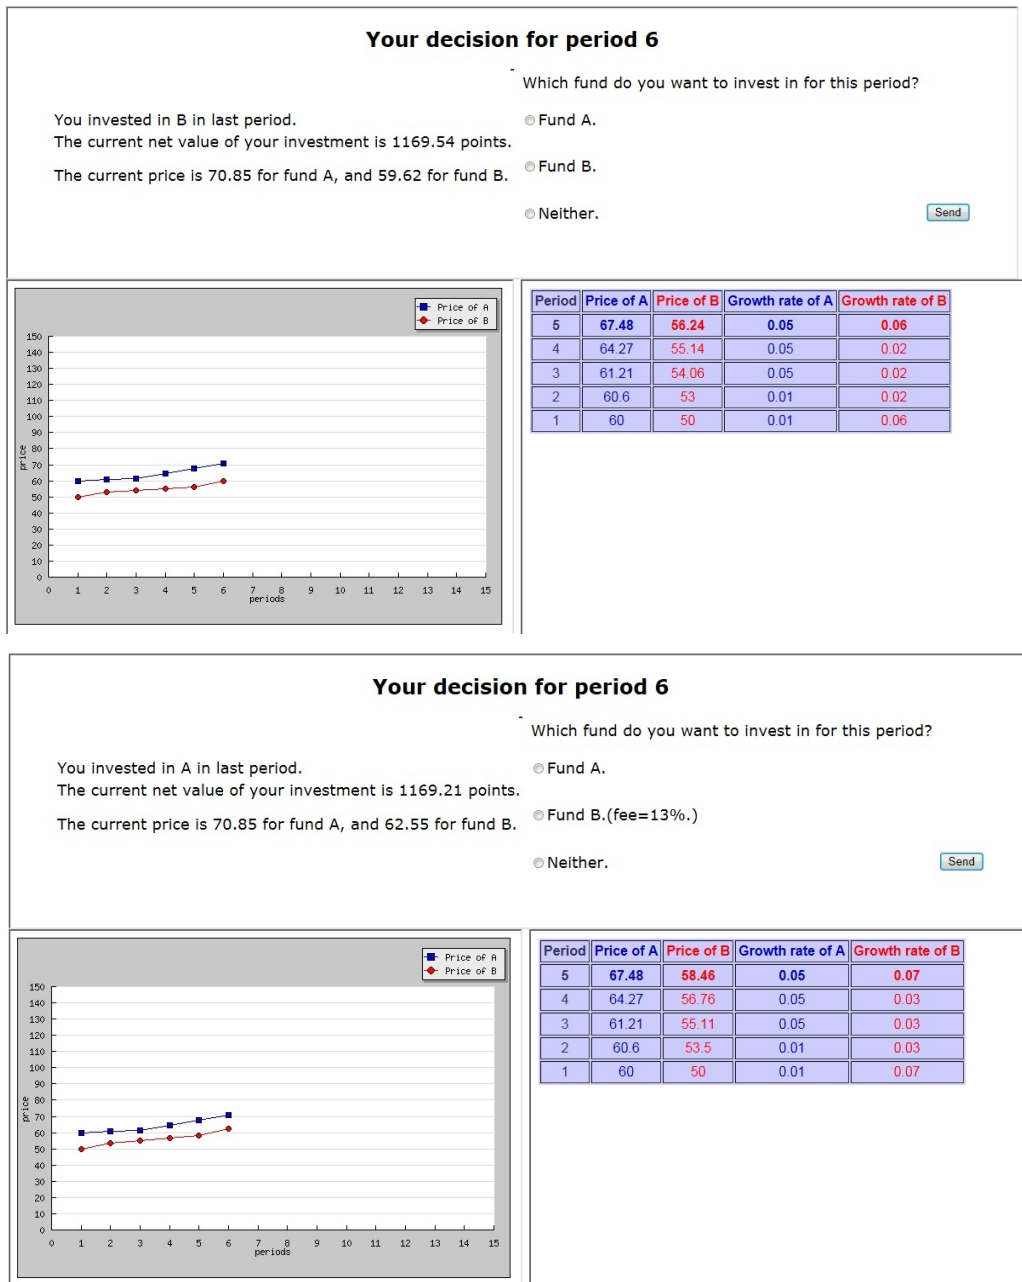 Your decision for period 6
-
Which fund do you want to invest in for this period?
You invested in B in last period.
The current net value of your investment is 1169.54 points.
The current price is 70.85 for fund A, and 59.62 for fund B.
Fund A.
Fund B.
Neither.
Send
Price of A
Price of B
150
140
130
120
110
100
90
80
70
60
50
40
30
20
10
0
price
0 1 2 3 4 5 6 7 8 9 10 11 12 13 14 15
periods
Period Price of A Price of B Growth rate of A Growth rate of B
5 67.48 56.24 0.05 0.06
4 64.27 55.14 0.05 0.02
3 61.21 54.06 0.05 0.02
2 60.6 53 0.01 0.02
1 60 50 0.01 0.06
Your decision for period 6
-
Which fund do you want to invest in for this period?
You invested in A in last period.
The current net value of your investment is 1169.21 points.
The current price is 70.85 for fund A, and 62.55 for fund B.
Fund A.
Fund B.(fee=13%.)
Neither.
Send
Price of A
Price of B
150
140
130
120
110
100
90
80
70
60
50
40
30
20
10
0
price
0 1 2 3 4 5 6 7 8 9 10 11 12 13 14 15
periods
Period Price of A Price of B Growth rate of A Growth rate of B
5 67.48 58.46 0.05 0.07
4 64.27 56.76 0.05 0.03
3 61.21 55.11 0.05 0.03
2 60.6 53.5 0.01 0.03
1 60 50 0.01 0.07